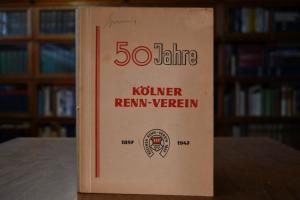 50 Jahre
KÖLNER
RENN-VEREIN
1897 1947